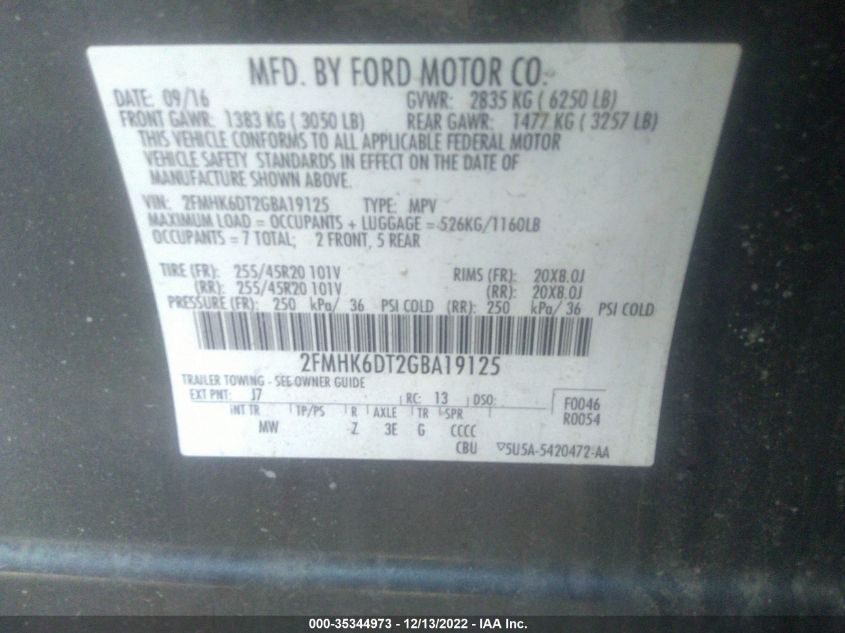 MFD. BY FORD MOTOR CO.
DATE: 09/16 GVWR: 2835 KG ( 6250 LB)
FRONT GAWR: 1383 KG ( 3050 LB) REAR GAWR: 1477 KG ( 3257 LB)
THIS VEHICLE CONFORMS TO ALL APPLICABLE FEDERAL MOTOR
VEHICLE SAFETY STANDARDS IN EFFECT ON THE DATE OF
MANUFACTURE SHOWN ABOVE.
VIN: 2FMHK6DT2GBA19125 TYPE: MPV
MAXIMUM LOAD = OCCUPANTS + LUGGAGE = 526KG/1160LB
OCCUPANTS = 7 TOTAL; 2 FRONT, 5 REAR
TIRE (FR): 255/45R20 101V RIMS (FR): 20X8.0J
(RR): 255/45R20 101V (RR): 20X8.0J
PRESSURE (FR): 250 kPa/ 36 PSI COLD (RR): 250 kPa/ 36 PSI COLD
2FMHK6DT2GBA19125
TRAILER TOWING - SEE OWNER GUIDE
EXT PNT: J7 RC: 13 DSO: F0046
INT TR TP/PS R AXLE TR SPR R0054
MW Z 3E G CCCC
CBU ▽5U5A-5420472-AA
000-35344973 - 12/13/2022 - IAA Inc.